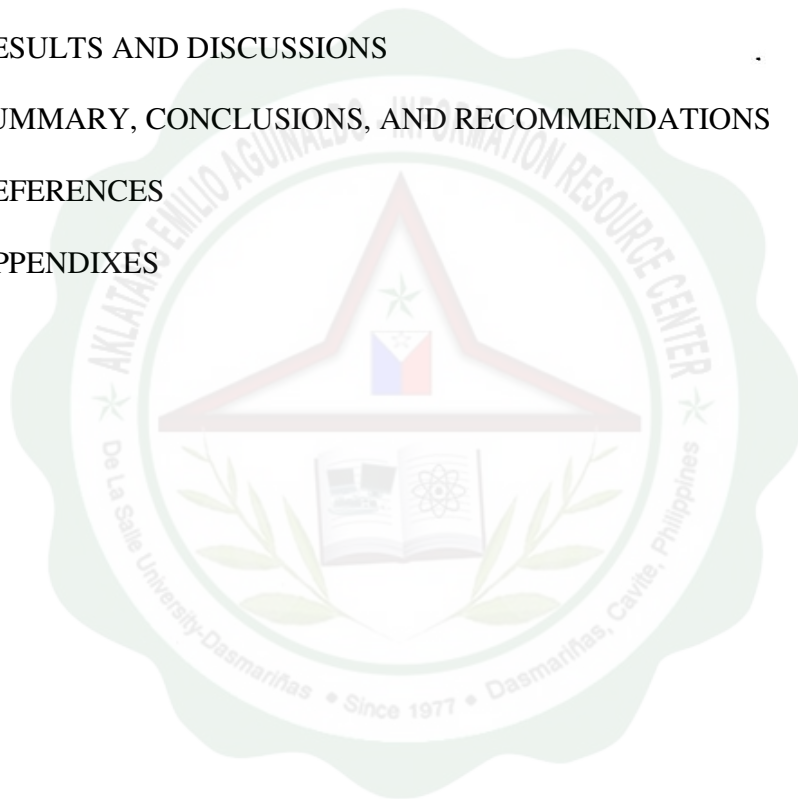 ESULTS AND DISCUSSIONS
UMMARY, CONCLUSIONS, AND RECOMMENDATIONS
EFERENCES
PPENDIXES
AKLATANG EMILIO AGUINALDO - INFORMATION RESOURCE CENTER
De La Salle University-Dasmariñas • Since 1977 • Dasmariñas, Cavite, Philippines